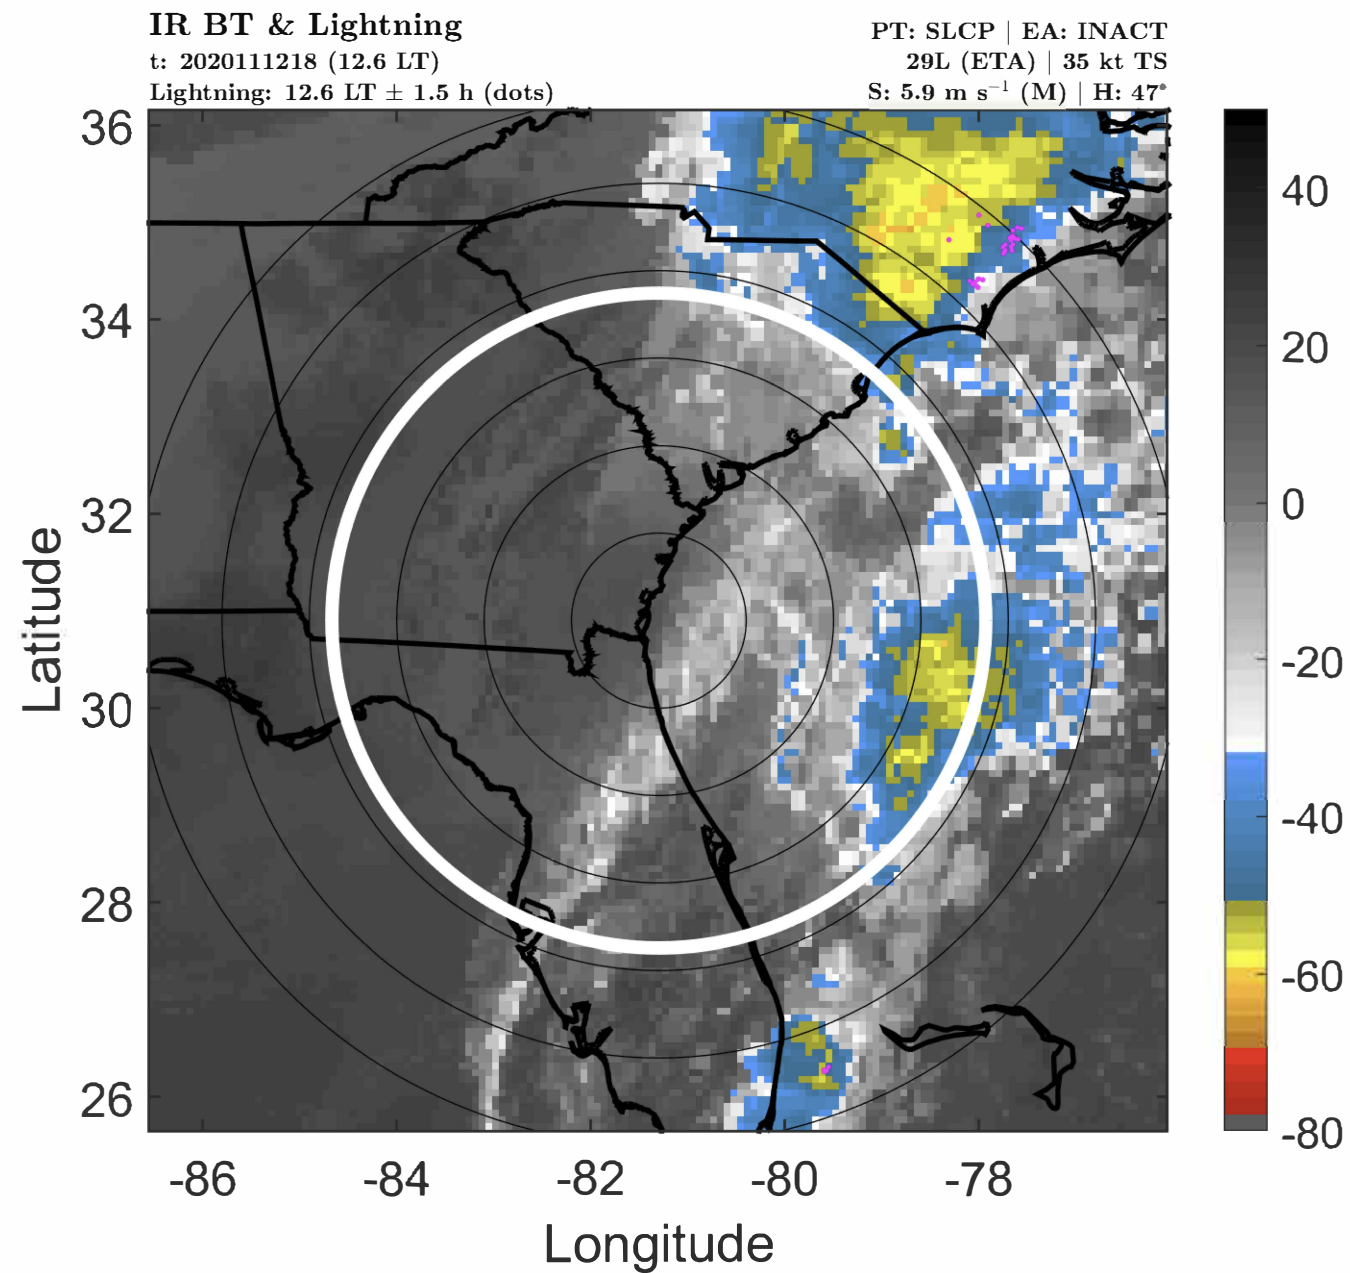 IR BT & Lightning
t: 2020111218 (12.6 LT)
Lightning: 12.6 LT ± 1.5 h (dots)
PT: SLCP | EA: INACT
29L (ETA) | 35 kt TS
S: 5.9 m s⁻¹ (M) | H: 47°
36
34
32
30
28
26
Latitude
-86
-84
-82
-80
-78
Longitude
40
20
0
-20
-40
-60
-80